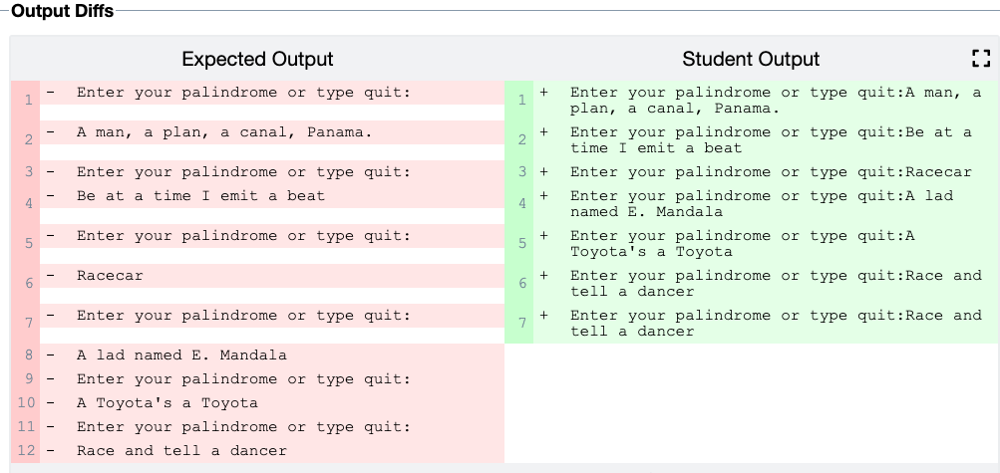 Output Diffs
Expected Output
1 - Enter your palindrome or type quit:
2 - A man, a plan, a canal, Panama.
3 - Enter your palindrome or type quit:
4 - Be at a time I emit a beat
5 - Enter your palindrome or type quit:
6 - Racecar
7 - Enter your palindrome or type quit:
8 - A lad named E. Mandala
9 - Enter your palindrome or type quit:
10 - A Toyota's a Toyota
11 - Enter your palindrome or type quit:
12 - Race and tell a dancer
Student Output
1 + Enter your palindrome or type quit:A man, a
plan, a canal, Panama.
2 + Enter your palindrome or type quit:Be at a
time I emit a beat
3 + Enter your palindrome or type quit:Racecar
4 + Enter your palindrome or type quit:A lad
named E. Mandala
5 + Enter your palindrome or type quit:A
Toyota's a Toyota
6 + Enter your palindrome or type quit:Race and
tell a dancer
7 + Enter your palindrome or type quit:Race and
tell a dancer